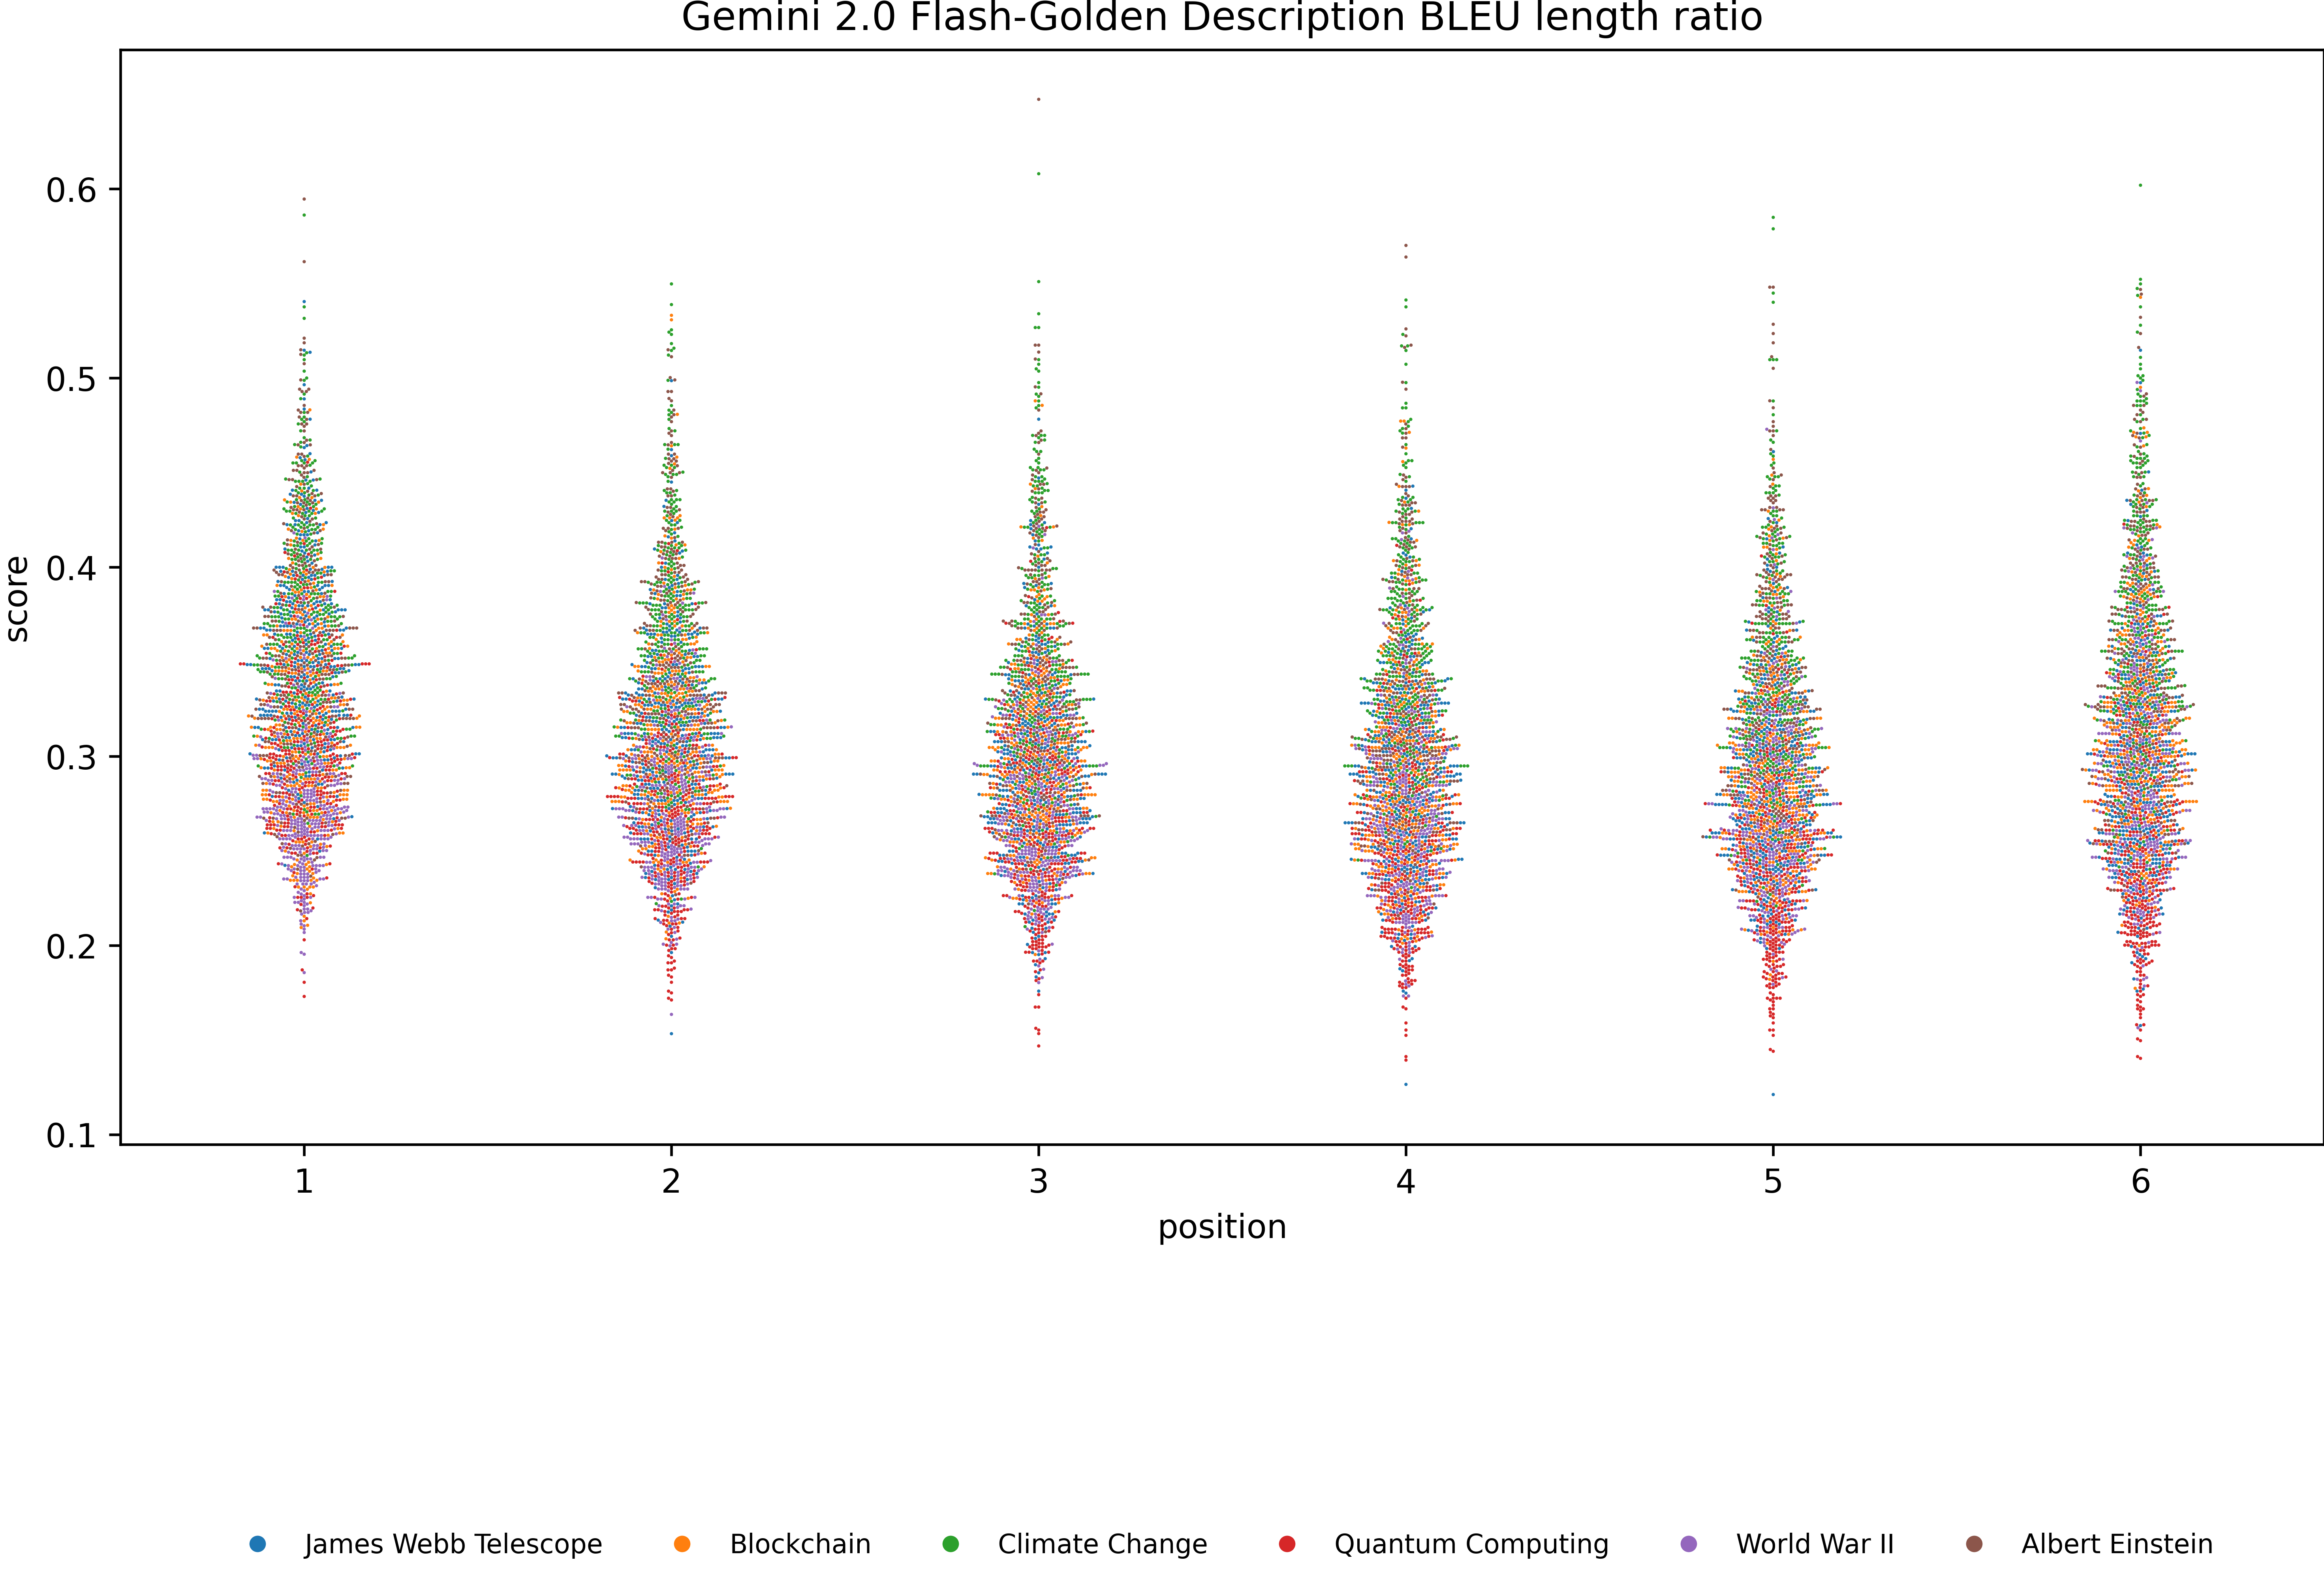 Gemini 2.0 Flash-Golden Description BLEU length ratio
score
0.6
0.5
0.4
0.3
0.2
0.1
1 2 3 4 5 6
position
James Webb Telescope Blockchain Climate Change Quantum Computing World War II Albert Einstein